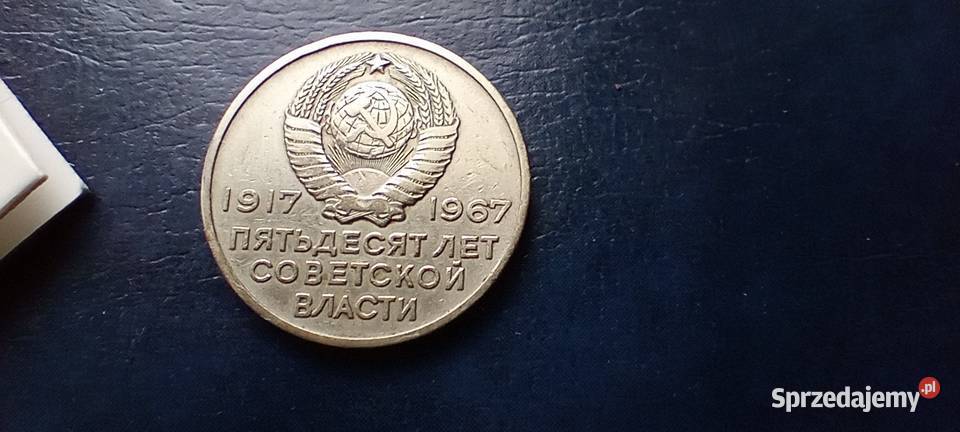 1917 1967
ПЯТЬДЕСЯТ ЛЕТ
СОВЕТСКОЙ
ВЛАСТИ
Sprzedajemy.pl